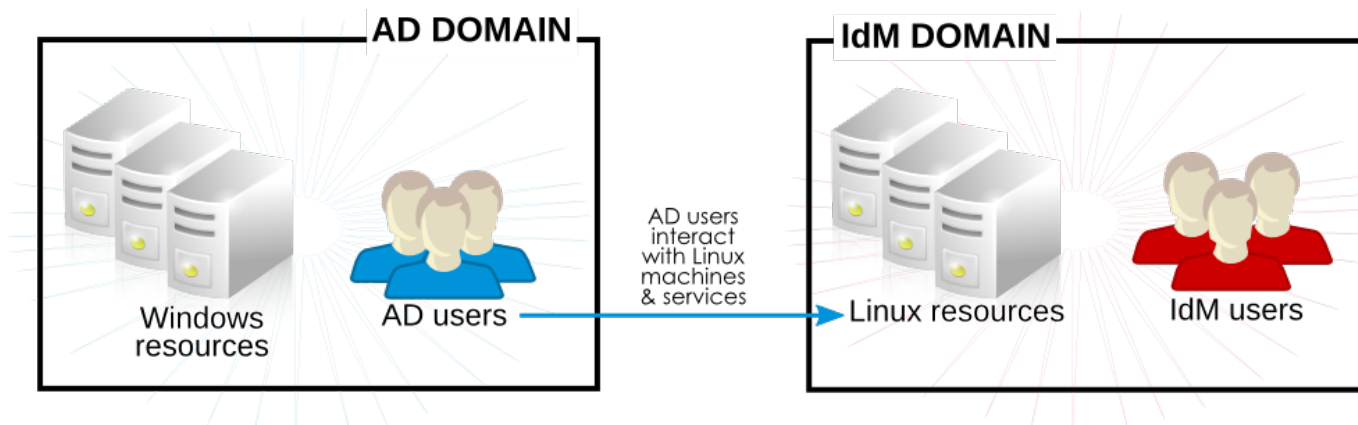 AD DOMAIN
IdM DOMAIN
Windows
resources
AD users
AD users
interact
with Linux
machines
& services
Linux resources
IdM users